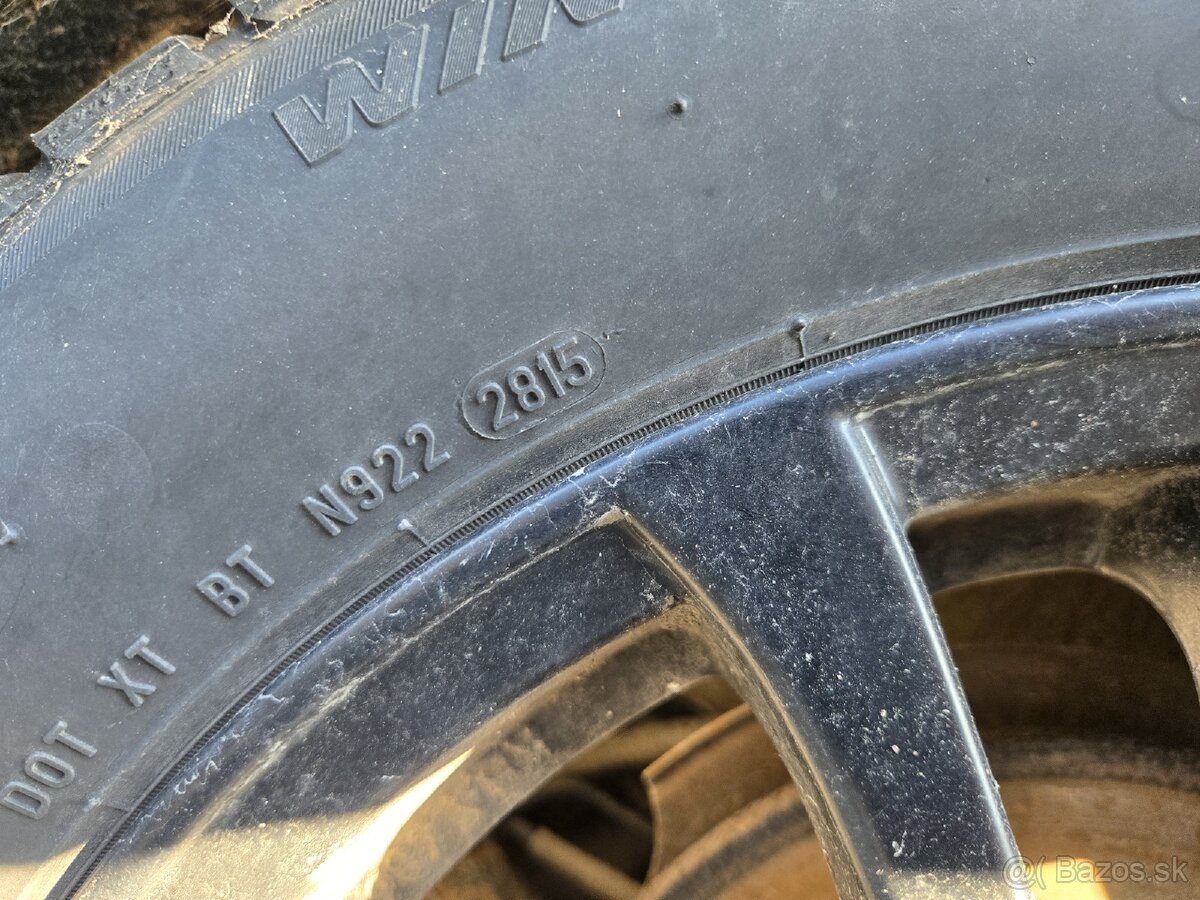 WIN
DOT XT BT N922 2815
@( Bazos.sk